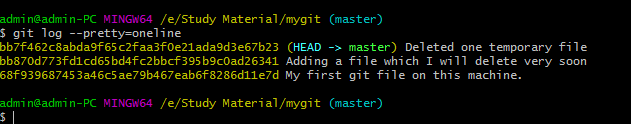 admin@admin-PC MINGW64 /e/Study Material/mygit (master)
$ git log --pretty=oneline
bb7f462c8abda9f65c2faa3f0e21ada9d3e67b23 (HEAD -> master) Deleted one temporary file
bb870d773fd1cd65bd4fc2bbcf395b9c0ad26341 Adding a file which I will delete very soon
68f939687453a46c5ae79b467eab6f8286d11e7d My first git file on this machine.
admin@admin-PC MINGW64 /e/Study Material/mygit (master)
$